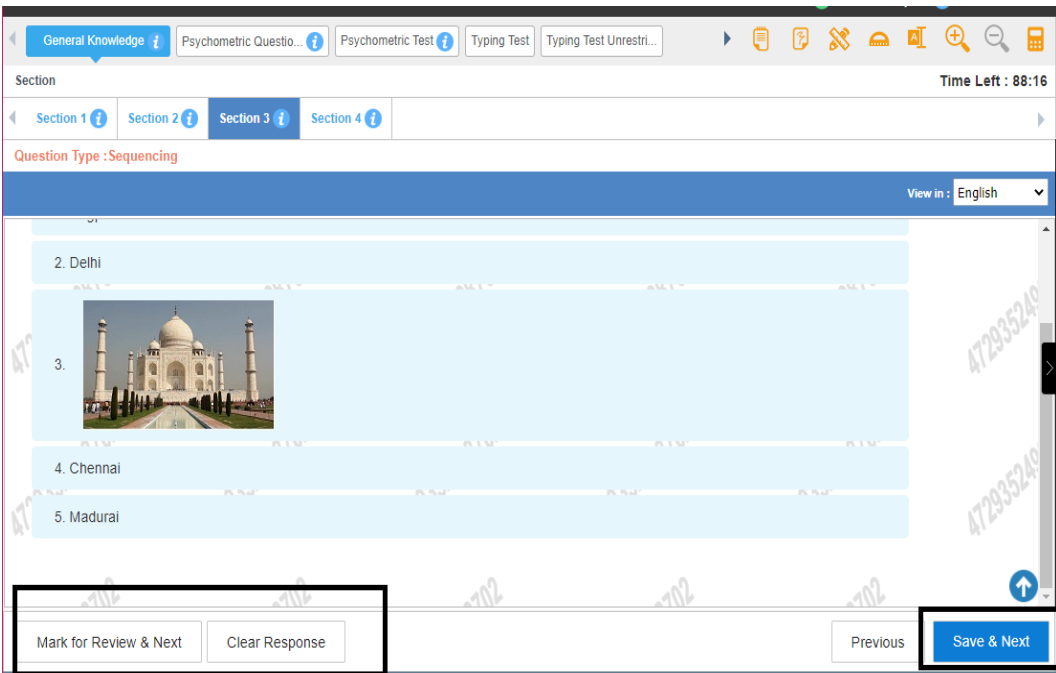 General Knowledge i
Psychometric Questio... i
Psychometric Test i
Typing Test
Typing Test Unrestri...
Section
Time Left : 88:16
Section 1 i
Section 2 i
Section 3 i
Section 4 i
Question Type :Sequencing
View in : English
2. Delhi
3.
472935249
4. Chennai
472935249
5. Madurai
Mark for Review & Next
Clear Response
Previous
Save & Next